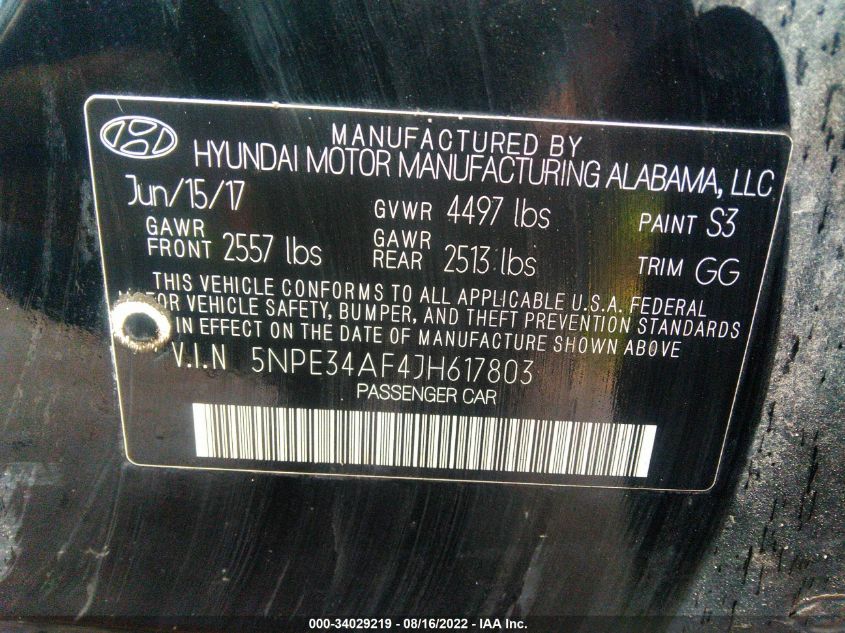 MANUFACTURED BY
HYUNDAI MOTOR MANUFACTURING ALABAMA, LLC
Jun/15/17 GVWR 4497 lbs PAINT S3
GAWR FRONT 2557 lbs GAWR REAR 2513 lbs TRIM GG
THIS VEHICLE CONFORMS TO ALL APPLICABLE U.S.A. FEDERAL
MOTOR VEHICLE SAFETY, BUMPER, AND THEFT PREVENTION STANDARDS
IN EFFECT ON THE DATE OF MANUFACTURE SHOWN ABOVE
V.I.N 5NPE34AF4JH617803
PASSENGER CAR
000-34029219 - 08/16/2022 - IAA Inc.